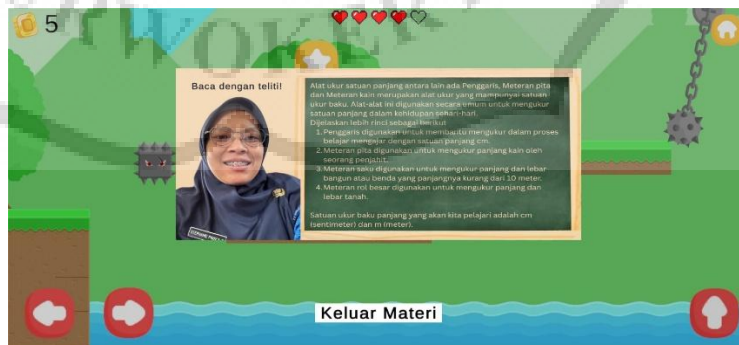 5
Baca dengan teliti!
Alat ukur satuan panjang antara lain ada Penggaris, Meteran pita
dan Meteran kain merupakan alat ukur yang mampunyai satuan
ukur baku. Alat-alat ini digunakan secara umum untuk mengukur
satuan panjang dalam kehidupan sehari-hari.
Dijelaskan lebih rinci sebagai berikut
1. Penggaris digunakan untuk membantu mengukur dalam proses
belajar mengajar dengan satuan panjang cm.
2. Meteran pita digunakan untuk mengukur panjang kain oleh
seorang penjahit.
3. Meteran saku digunakan untuk mengukur panjang dan lebar
bangun atau benda yang panjangnya kurang dari 10 meter.
4. Meteran rol besar digunakan untuk mengukur panjang dan
lebar tanah.
Satuan ukur baku panjang yang akan kita pelajari adalah cm
(sentimeter) dan m (meter).
Keluar Materi